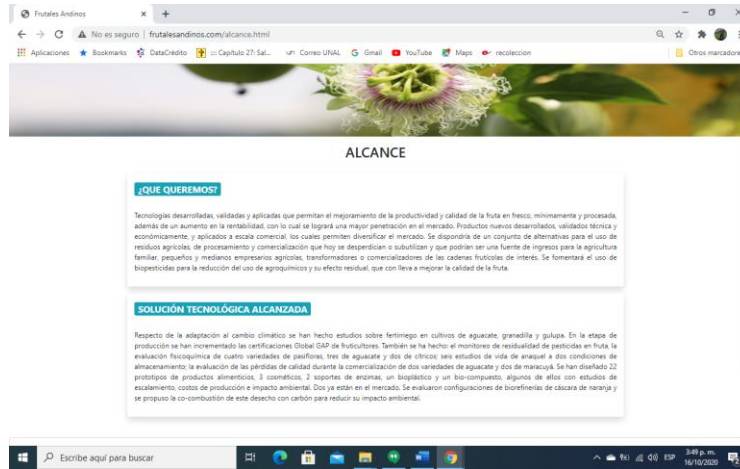 Frutales Andinos
No es seguro | frutalesandinos.com/alcance.html
Aplicaciones Bookmarks DataCrédito ::: Capítulo 27: Sal... Correo UNAL Gmail YouTube Maps recoleccion Otros marcadores
ALCANCE
¿QUE QUEREMOS?
Tecnologías desarrolladas, validadas y aplicadas que permitan el mejoramiento de la productividad y calidad de la fruta en fresco, mínimamente y procesada,
además de un aumento en la rentabilidad, con lo cual se logrará una mayor penetración en el mercado. Productos nuevos desarrollados, validados técnica y
económicamente, y aplicados a escala comercial, los cuales permiten diversificar el mercado. Se dispondría de un conjunto de alternativas para el uso de
residuos agrícolas, de procesamiento y comercialización que hoy se desperdician o subutilizan y que podrían ser una fuente de ingresos para la agricultura
familiar, pequeños y medianos empresarios agrícolas, transformadores o comercializadores de las cadenas frutícolas de interés. Se fomentará el uso de
biopesticidas para la reducción del uso de agroquímicos y su efecto residual, que con lleva a mejorar la calidad de la fruta.
SOLUCIÓN TECNOLÓGICA ALCANZADA
Respecto de la adaptación al cambio climático se han hecho estudios sobre fertirriego en cultivos de aguacate, granadilla y gulupa. En la etapa de
producción se han incrementado las certificaciones Global GAP de fruticultores. También se ha hecho: el monitoreo de residualidad de pesticidas en fruta, la
evaluación fisicoquímica de cuatro variedades de pasifloras, tres de aguacate y dos de cítricos; seis estudios de vida de anaquel a dos condiciones de
almacenamiento; la evaluación de las pérdidas de calidad durante la comercialización de dos variedades de aguacate y dos de maracuyá. Se han diseñado 22
prototipos de productos alimenticios, 3 cosméticos, 2 soportes de enzimas, un bioplástico y un bio-compuesto, algunos de ellos con estudios de
escalamiento, costos de producción e impacto ambiental. Dos ya están en el mercado. Se evaluaron configuraciones de biorefinerías de cáscara de naranja y
se propuso la co-combustión de este desecho con carbón para reducir su impacto ambiental.
Escribe aquí para buscar
ESP
3:49 p. m.
16/10/2020